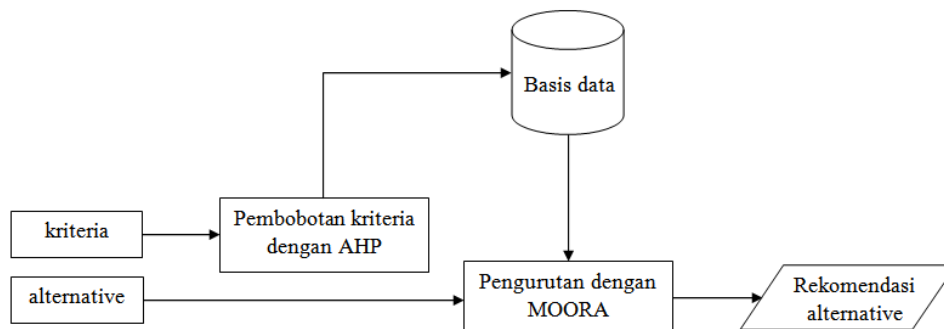 Basis data
kriteria
Pembobotan kriteria
dengan AHP
alternative
Pengurutan dengan
MOORA
Rekomendasi
alternative